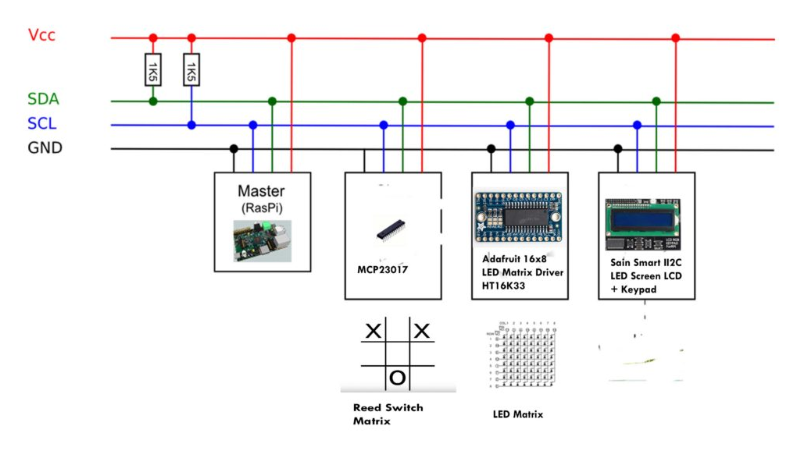 Vcc
1K5
1K5
SDA
SCL
GND
Master
(RasPi)
MCP23017
Adafruit 16x8
LED Matrix Driver
HT16K33
Sain Smart II2C
LED Screen LCD
+ Keypad
X X
O
Reed Switch
Matrix
LED Matrix